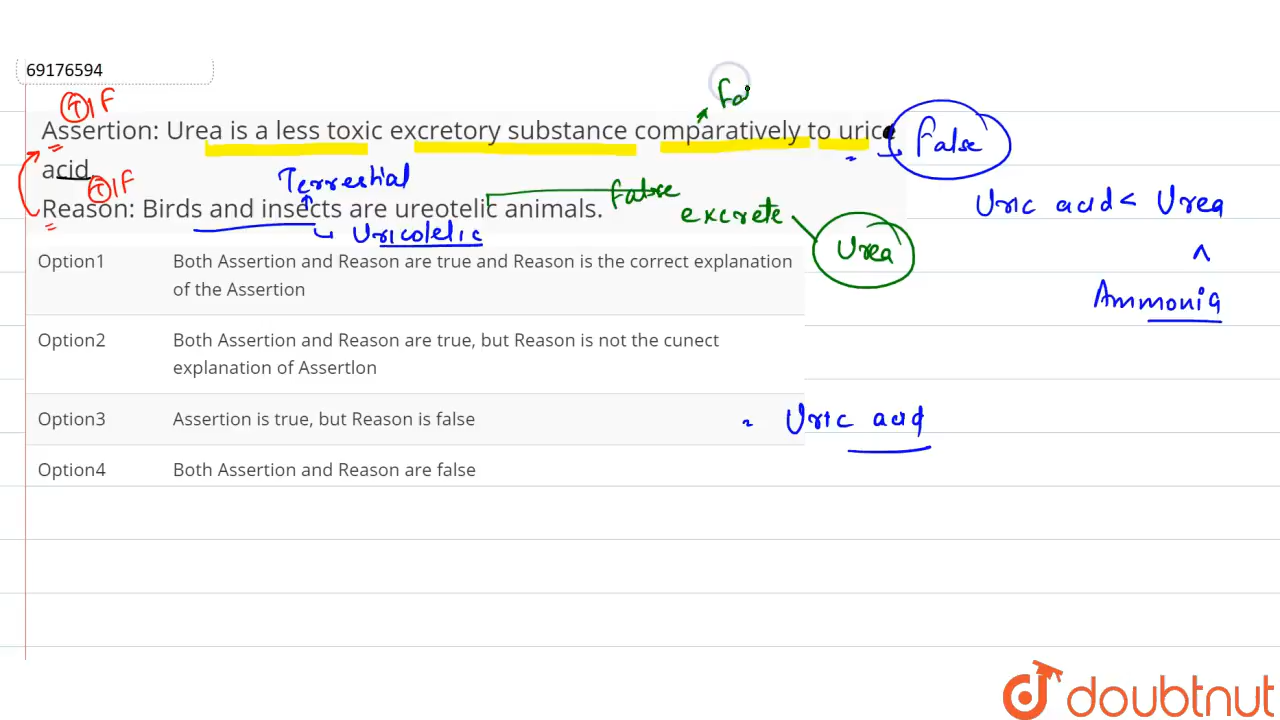 69176594
T/F
Fa
Assertion: Urea is a less toxic excretory substance comparatively to uric
acid.
False
T/F
Terrestial
False
Reason: Birds and insects are ureotelic animals.
excrete
Uric acid < Urea
Uricolelic
Urea
^
Ammonia
Option1 Both Assertion and Reason are true and Reason is the correct explanation
of the Assertion
Option2 Both Assertion and Reason are true, but Reason is not the cunect
explanation of Assertlon
Option3 Assertion is true, but Reason is false
= Uric acid
Option4 Both Assertion and Reason are false
doubtnut